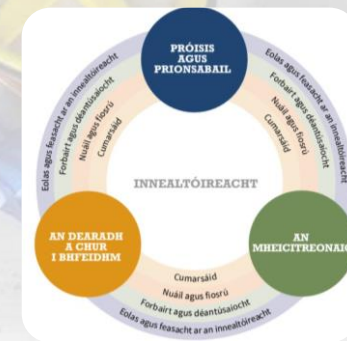 PRÓISIS
AGUS
PRIONSABAIL
Eolas agus feasacht ar an innealtóireacht
Forbairt agus déantúsaíocht
Nuáil agus fiosrú
Cumarsáid
Eolas agus feasacht ar an innealtóireacht
Forbairt agus déantúsaíocht
Nuáil agus fiosrú
Cumarsáid
INNEALTÓIREACHT
AN DEARADH
A CHUR
I BHFEIDHM
AN
MHEICITREONAIC
Cumarsáid
Nuáil agus fiosrú
Forbairt agus déantúsaíocht
Eolas agus feasacht ar an innealtóireacht